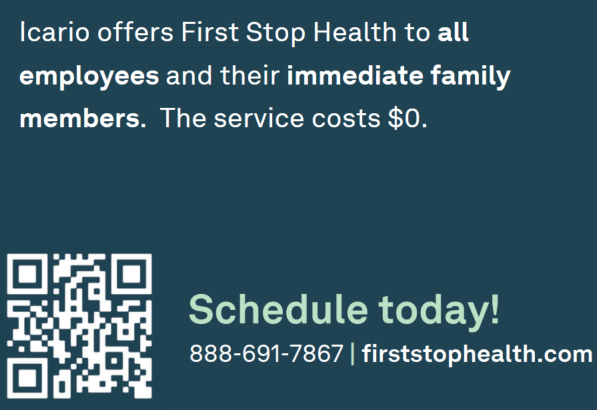 Icario offers First Stop Health to all
employees and their immediate family
members. The service costs $0.
Schedule today!
888-691-7867 | firststophealth.com